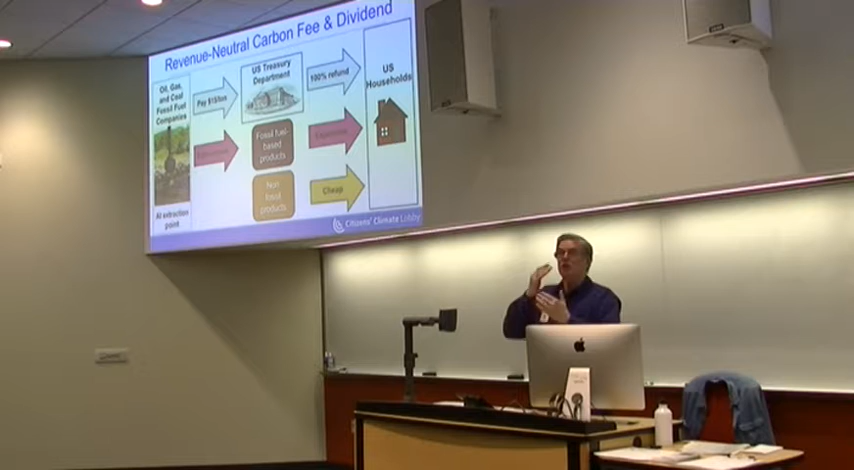 Revenue-Neutral Carbon Fee & Dividend
Oil, Gas,
and Coal
Fossil Fuel
Companies
Pay $15/ton
US Treasury
Department
100% refund
US
Households
Fossil fuel-
based
products
Expensive
Non
fossil
products
Cheap
At extraction
point
Citizens' Climate Lobby